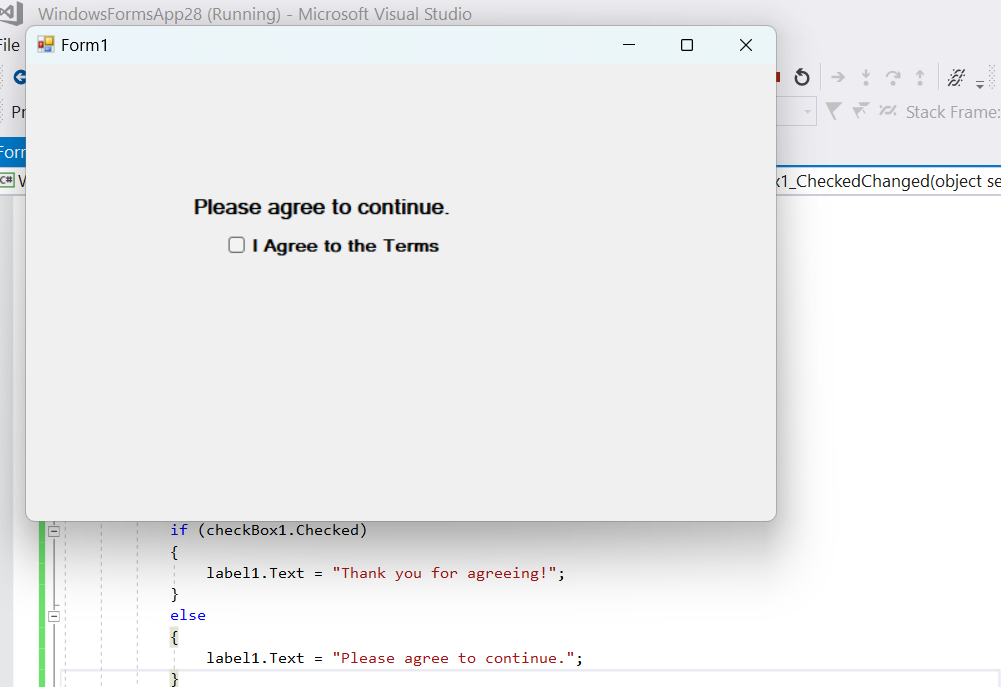 WindowsFormsApp28 (Running) - Microsoft Visual Studio
File
Form1
Pr
Stack Frame:
Forr
C# W
x1_CheckedChanged(object se
Please agree to continue.
I Agree to the Terms
if (checkBox1.Checked)
{
label1.Text = "Thank you for agreeing!";
}
else
{
label1.Text = "Please agree to continue.";
}